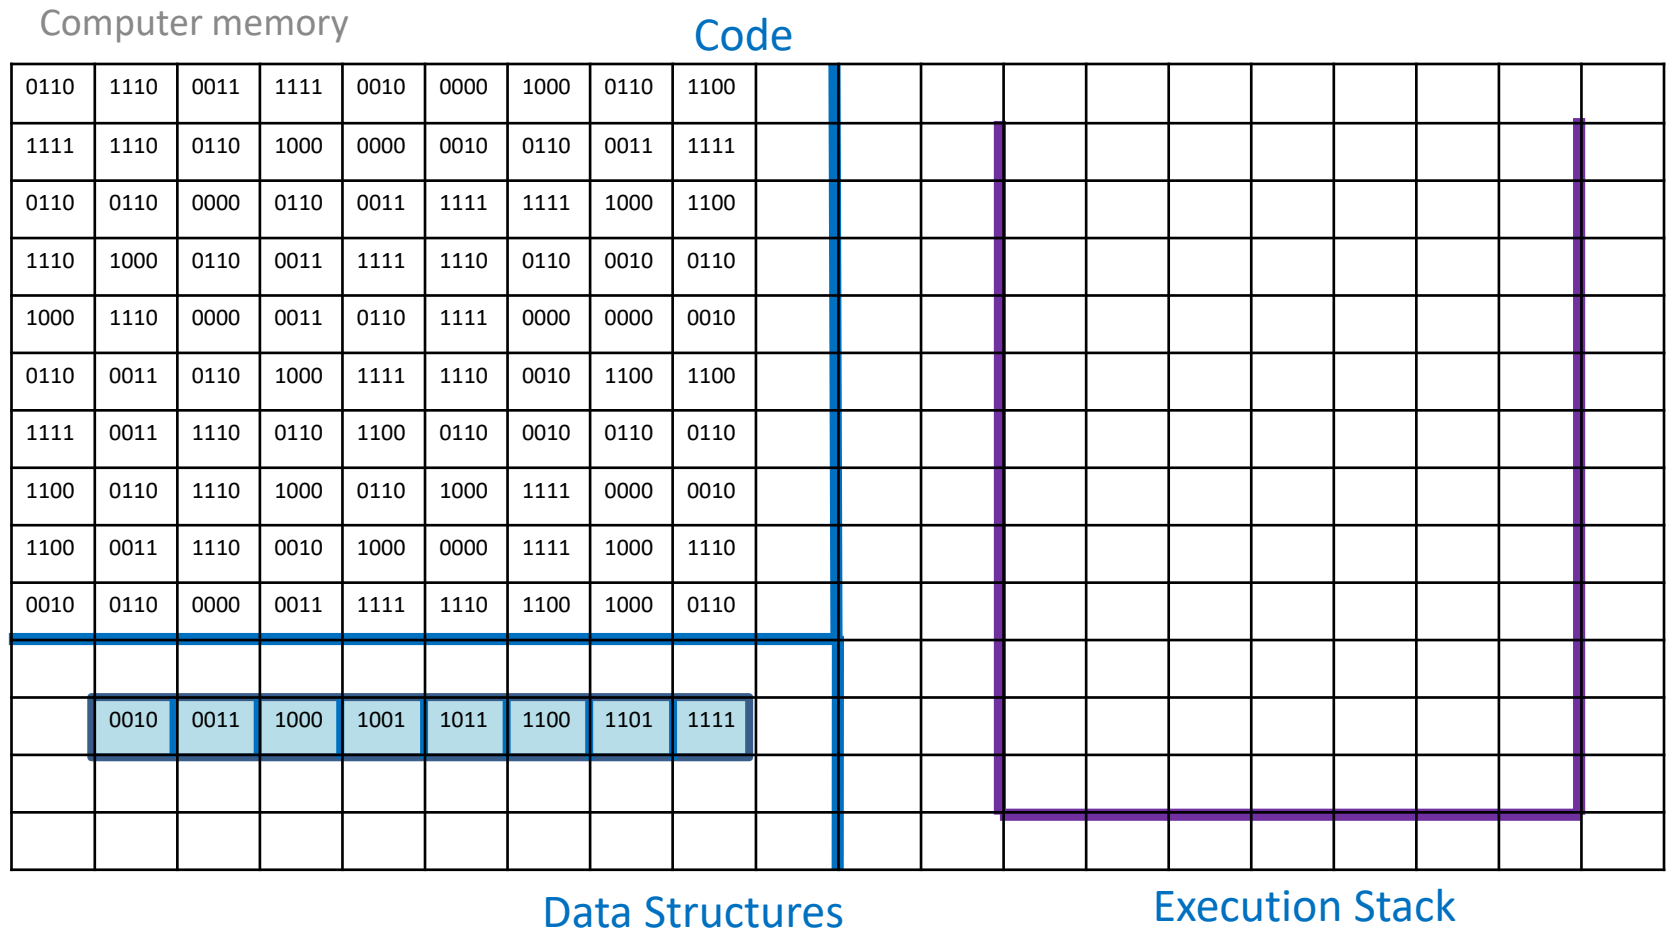 Computer memory
Code
0110 1110 0011 1111 0010 0000 1000 0110 1100
1111 1110 0110 1000 0000 0010 0110 0011 1111
0110 0110 0000 0110 0011 1111 1111 1000 1100
1110 1000 0110 0011 1111 1110 0110 0010 0110
1000 1110 0000 0011 0110 1111 0000 0000 0010
0110 0011 0110 1000 1111 1110 0010 1100 1100
1111 0011 1110 0110 1100 0110 0010 0110 0110
1100 0110 1110 1000 0110 1000 1111 0000 0010
1100 0011 1110 0010 1000 0000 1111 1000 1110
0010 0110 0000 0011 1111 1110 1100 1000 0110
0010 0011 1000 1001 1011 1100 1101 1111
Data Structures
Execution Stack